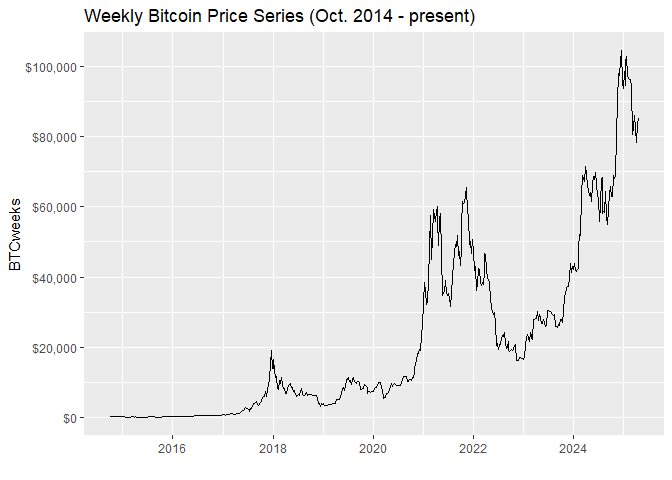 Weekly Bitcoin Price Series (Oct. 2014 - present)
$100,000
$80,000
$60,000
$40,000
$20,000
$0
BTCweeks
2016 2018 2020 2022 2024